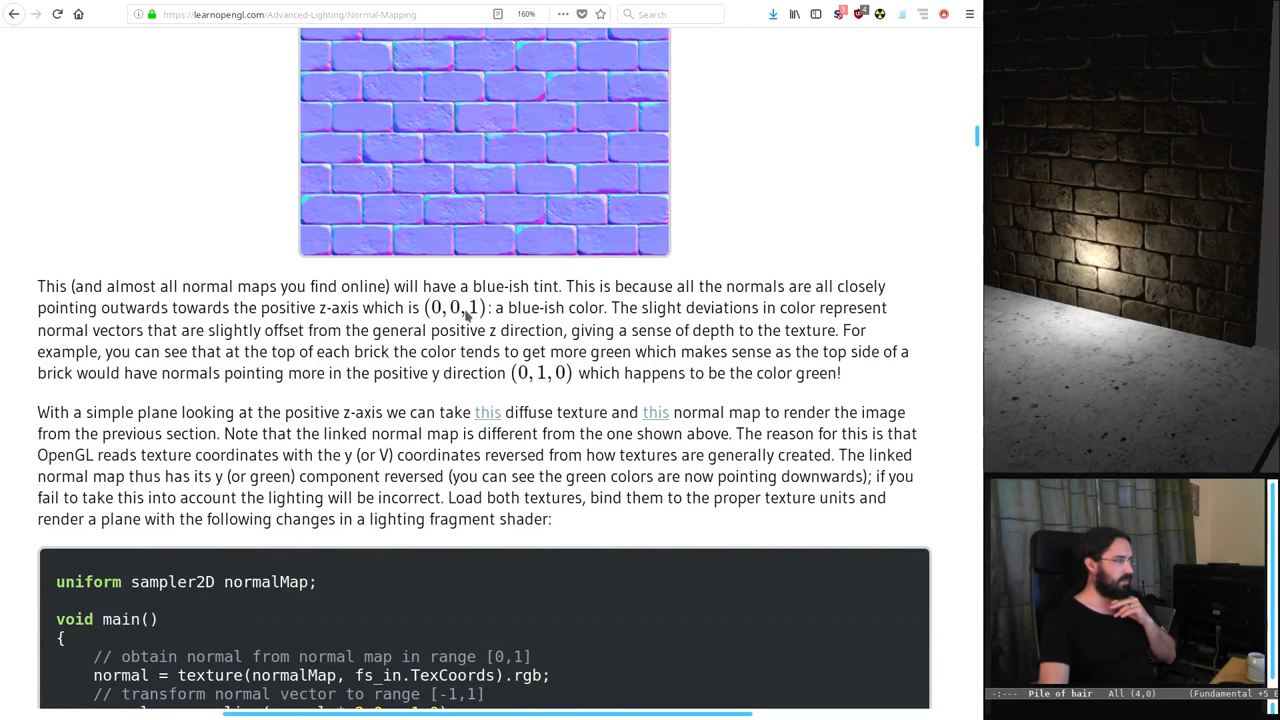 https://learnopengl.com/Advanced-Lighting/Normal-Mapping
160%
Search
This (and almost all normal maps you find online) will have a blue-ish tint. This is because all the normals are all closely
pointing outwards towards the positive z-axis which is (0, 0, 1): a blue-ish color. The slight deviations in color represent
normal vectors that are slightly offset from the general positive z direction, giving a sense of depth to the texture. For
example, you can see that at the top of each brick the color tends to get more green which makes sense as the top side of a
brick would have normals pointing more in the positive y direction (0, 1, 0) which happens to be the color green!
With a simple plane looking at the positive z-axis we can take this diffuse texture and this normal map to render the image
from the previous section. Note that the linked normal map is different from the one shown above. The reason for this is that
OpenGL reads texture coordinates with the y (or V) coordinates reversed from how textures are generally created. The linked
normal map thus has its y (or green) component reversed (you can see the green colors are now pointing downwards); if you
fail to take this into account the lighting will be incorrect. Load both textures, bind them to the proper texture units and
render a plane with the following changes in a lighting fragment shader:
uniform sampler2D normalMap;
void main()
{
// obtain normal from normal map in range [0,1]
normal = texture(normalMap, fs_in.TexCoords).rgb;
// transform normal vector to range [-1,1]
-:--- Pile of hair All (4,0) (Fundamental +5 E